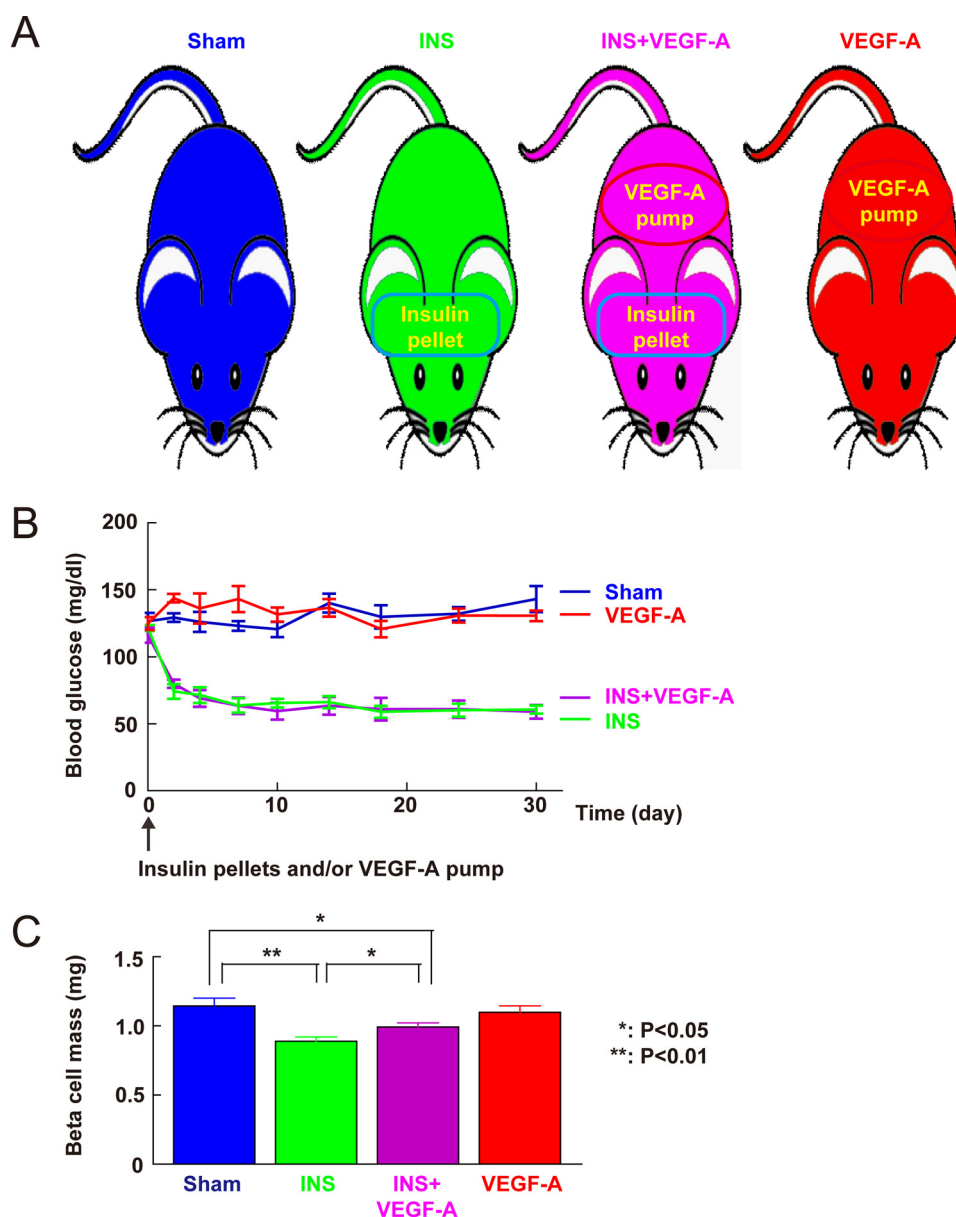 A
Sham INS INS+VEGF-A VEGF-A
VEGF-A
pump
VEGF-A
pump
Insulin
pellet
Insulin
pellet
B
Blood glucose (mg/dl)
200
150
100
50
0
Sham
VEGF-A
INS+VEGF-A
INS
0 10 20 30 Time (day)
Insulin pellets and/or VEGF-A pump
C
Beta cell mass (mg)
1.5
1.0
0.5
0
*
** *
*: P<0.05
**: P<0.01
Sham INS INS+
VEGF-A VEGF-A